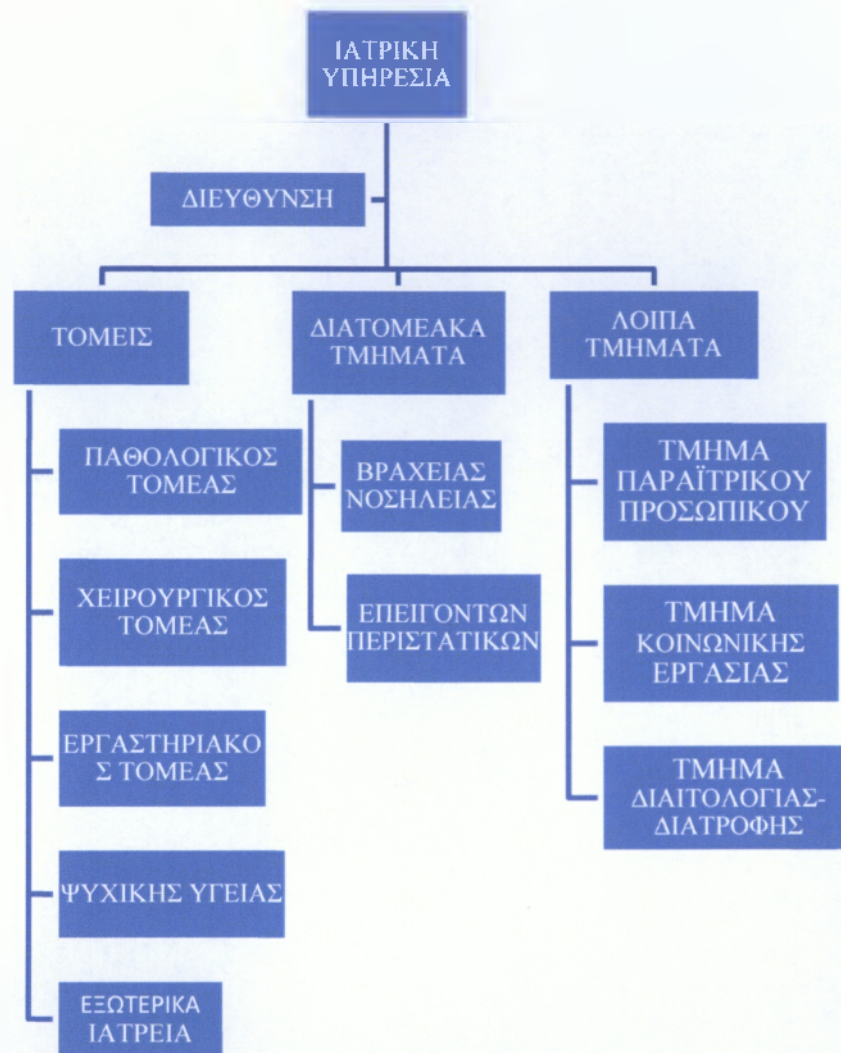 ΙΑΤΡΙΚΗ
ΥΠΗΡΕΣΙΑ
ΔΙΕΥΘΥΝΣΗ
ΤΟΜΕΙΣ
ΠΑΘΟΛΟΓΙΚΟΣ
ΤΟΜΕΑΣ
ΧΕΙΡΟΥΡΓΙΚΟΣ
ΤΟΜΕΑΣ
ΕΡΓΑΣΤΗΡΙΑΚΟ
Σ ΤΟΜΕΑΣ
ΨΥΧΙΚΗΣ ΥΓΕΙΑΣ
ΕΞΩΤΕΡΙΚΑ
ΙΑΤΡΕΙΑ
ΔΙΑΤΟΜΕΑΚΑ
ΤΜΗΜΑΤΑ
ΒΡΑΧΕΙΑΣ
ΝΟΣΗΛΕΙΑΣ
ΕΠΕΙΓΟΝΤΩΝ
ΠΕΡΙΣΤΑΤΙΚΩΝ
ΛΟΙΠΑ
ΤΜΗΜΑΤΑ
ΤΜΗΜΑ
ΠΑΡΑΪΤΡΙΚΟΥ
ΠΡΟΣΩΠΙΚΟΥ
ΤΜΗΜΑ
ΚΟΙΝΩΝΙΚΗΣ
ΕΡΓΑΣΙΑΣ
ΤΜΗΜΑ
ΔΙΑΙΤΟΛΟΓΙΑΣ-
ΔΙΑΤΡΟΦΗΣ